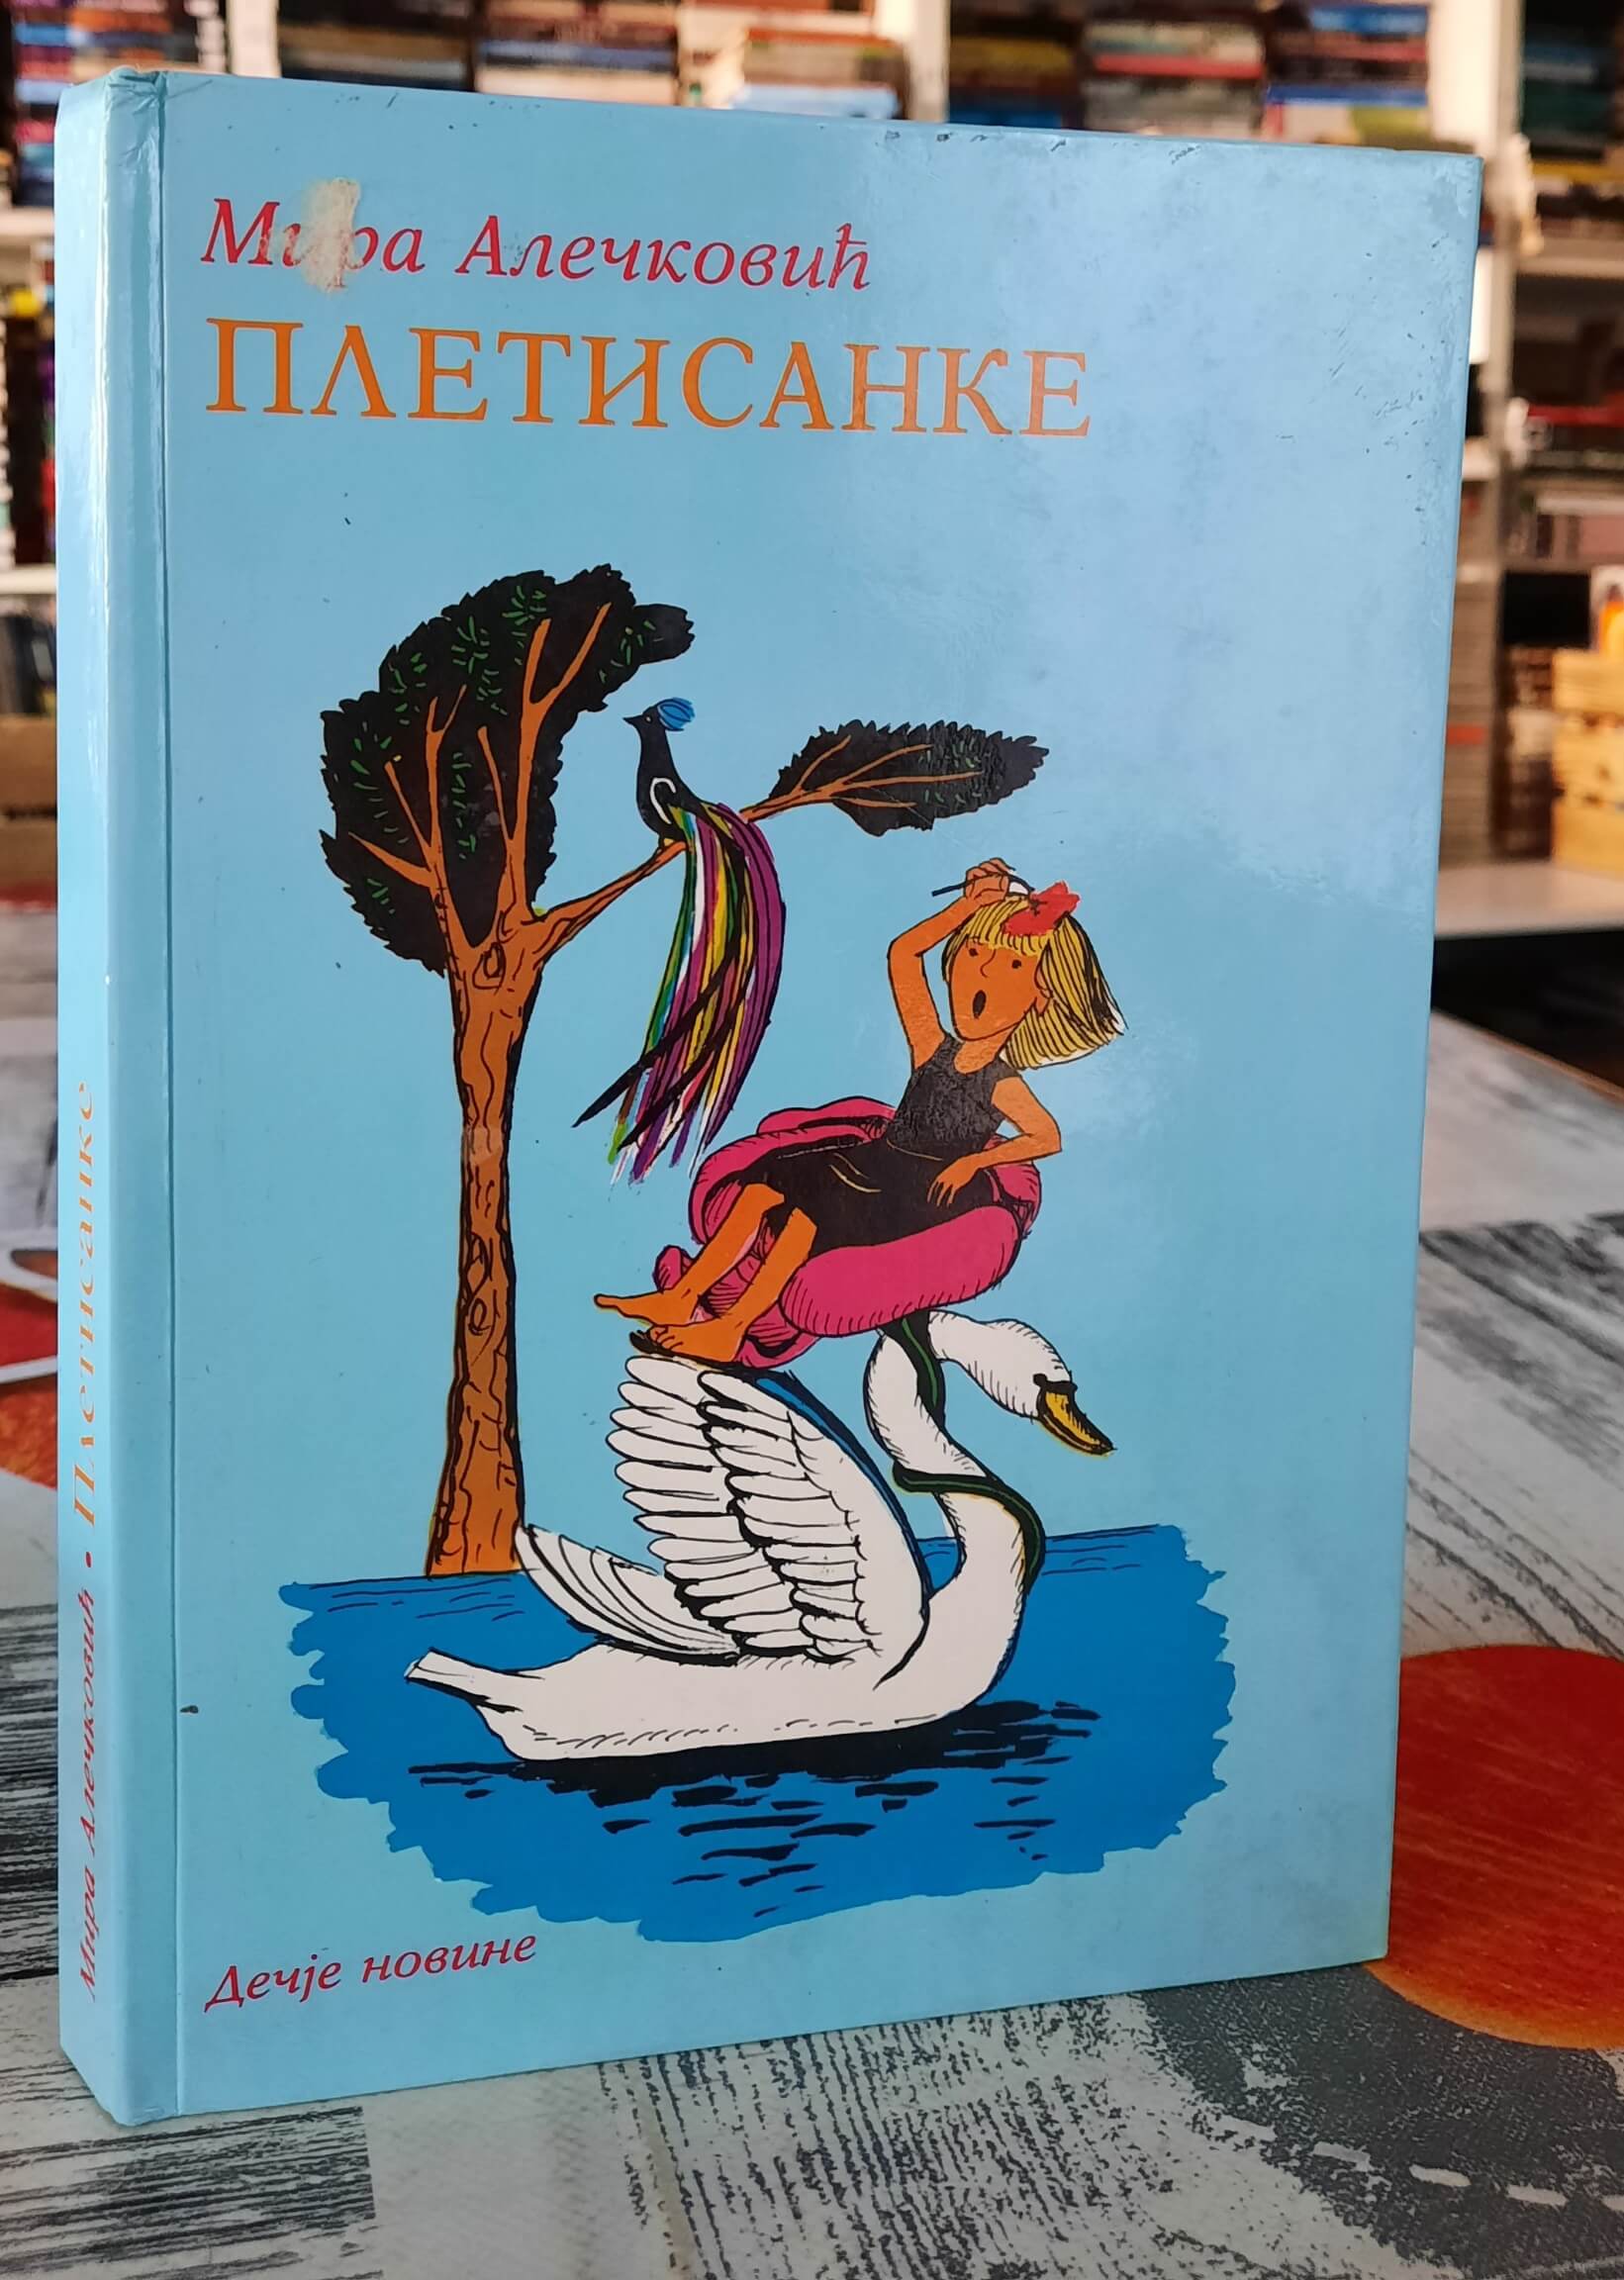 Мира Алечковић
ПЛЕТИСАНКЕ
Дечје новине
Мира Алечковић • Плетисанке